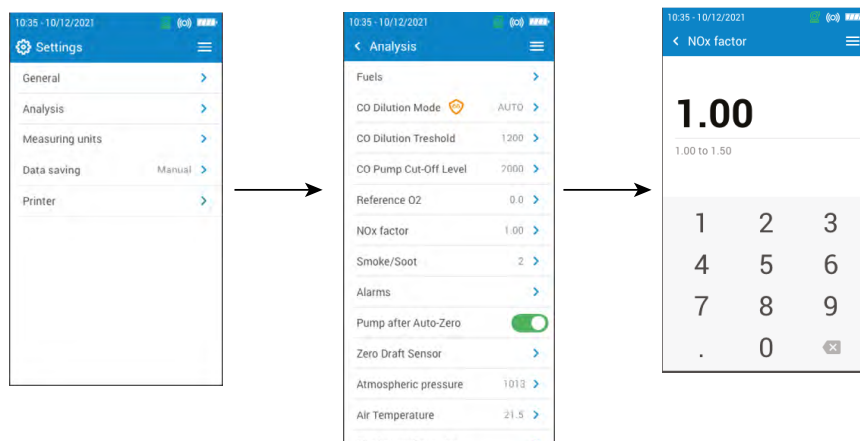 10:35 - 10/12/2021
Settings
General
Analysis
Measuring units
Data saving Manual
Printer
10:35 - 10/12/2021
Analysis
Fuels
CO Dilution Mode AUTO
CO Dilution Treshold 1200
CO Pump Cut-Off Level 2000
Reference O2 0.0
NOx factor 1.00
Smoke/Soot 2
Alarms
Pump after Auto-Zero
Zero Draft Sensor
Atmospheric pressure 1013
Air Temperature 21.5
10:35 - 10/12/2021
NOx factor
1.00
1.00 to 1.50
1 2 3
4 5 6
7 8 9
. 0